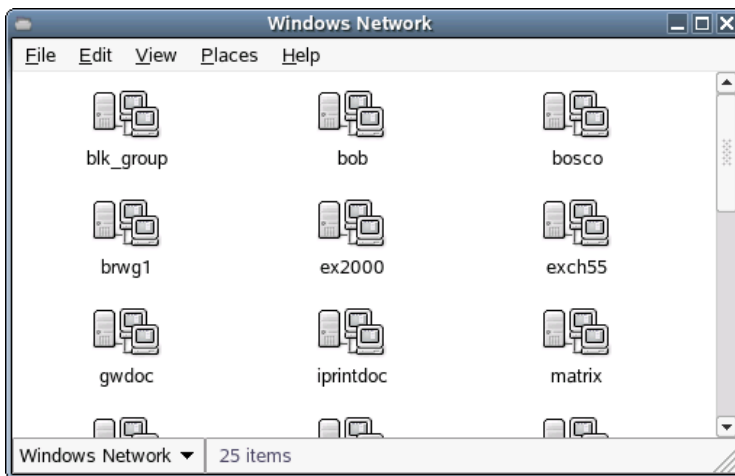 Windows Network
File Edit View Places Help
blk_group bob bosco
brwg1 ex2000 exch55
gwdoc iprintdoc matrix
Windows Network 25 items